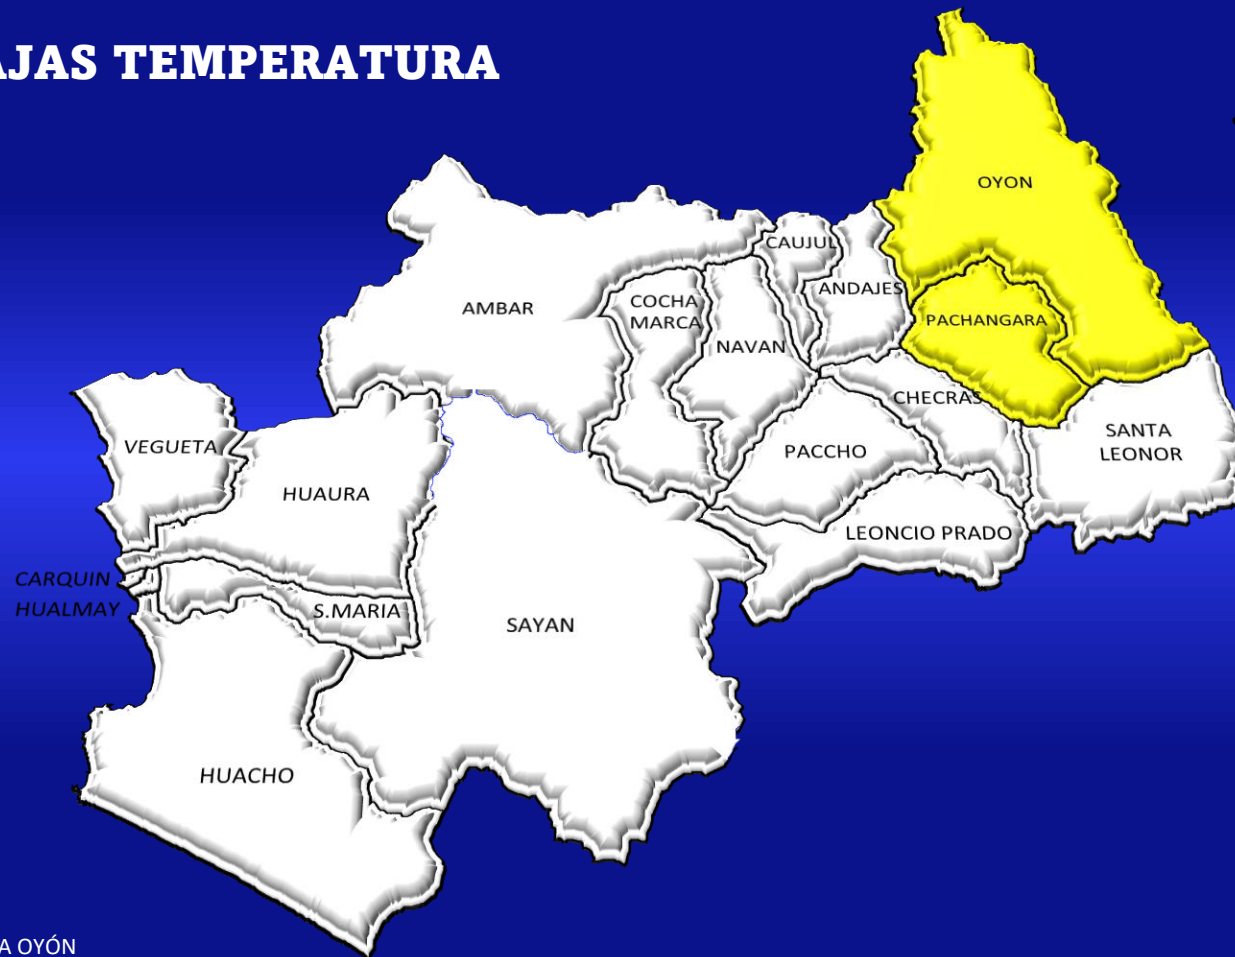 AJAS TEMPERATURA
OYON
CAUJUL
ANDAJES
AMBAR
COCHA
MARCA
PACHANGARA
NAVAN
CHECRAS
SANTA
LEONOR
VEGUETA
PACCHO
HUAURA
LEONCIO PRADO
CARQUIN
HUALMAY
S.MARIA
SAYAN
HUACHO
A OYÓN